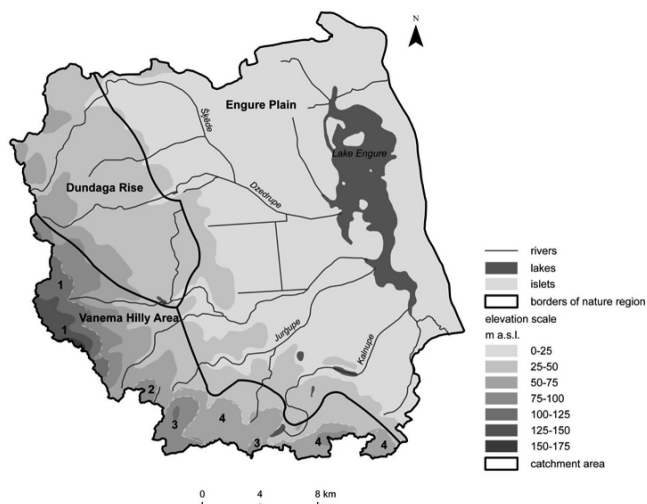 N
Engure Plain
Šķēde
Lake Engure
Dundaga Rise
Dzedrupe
1
Vanema Hilly Area
1
Jurģupe
Kalnupe
2
3
4
3
4
4
rivers
lakes
islets
borders of nature region
elevation scale
m a.s.l.
0-25
25-50
50-75
75-100
100-125
125-150
150-175
catchment area
0 4 8 km